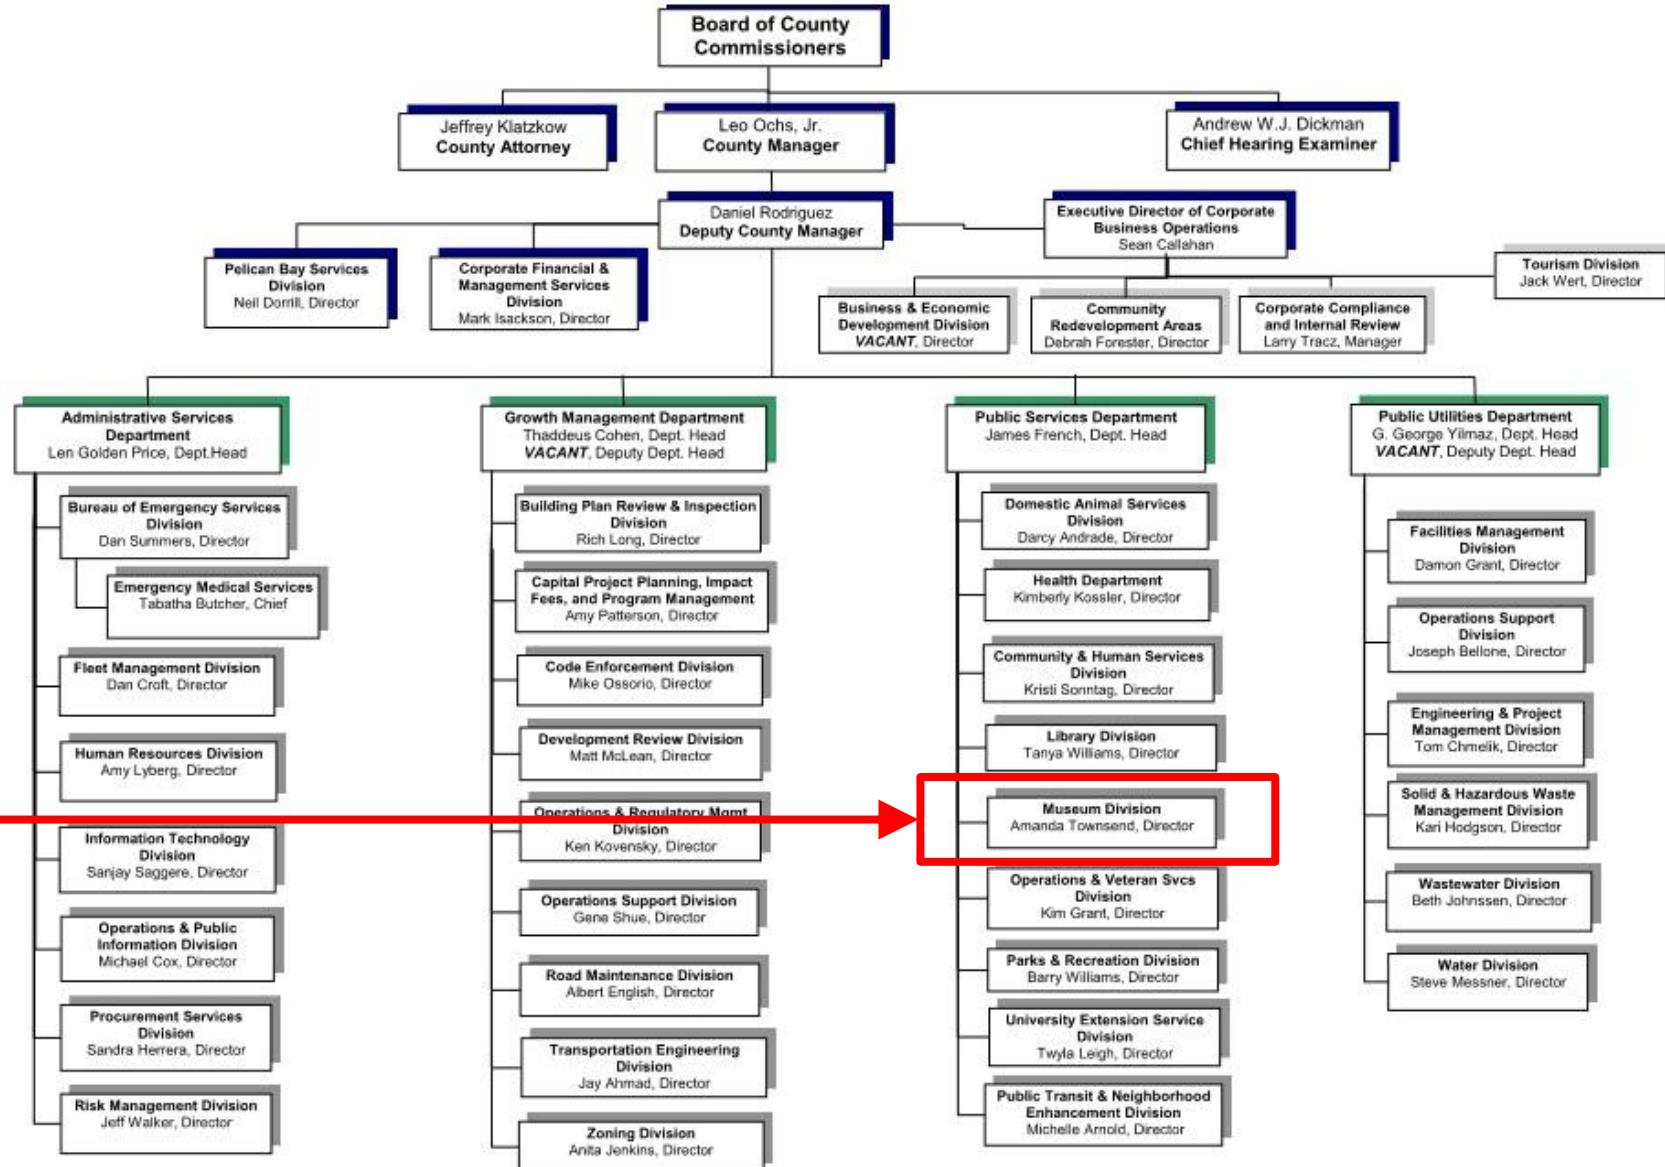 Board of County
Commissioners
Jeffrey Klatzkow
County Attorney
Leo Ochs, Jr.
County Manager
Andrew W.J. Dickman
Chief Hearing Examiner
Daniel Rodriguez
Deputy County Manager
Executive Director of Corporate
Business Operations
Sean Callahan
Pelican Bay Services
Division
Neil Dorrill, Director
Corporate Financial &
Management Services
Division
Mark Isackson, Director
Tourism Division
Jack Wert, Director
Business & Economic
Development Division
VACANT, Director
Community
Redevelopment Areas
Debrah Forester, Director
Corporate Compliance
and Internal Review
Larry Tracz, Manager
Administrative Services
Department
Len Golden Price, Dept.Head
Bureau of Emergency Services
Division
Dan Summers, Director
Emergency Medical Services
Tabatha Butcher, Chief
Fleet Management Division
Dan Croft, Director
Human Resources Division
Amy Lyberg, Director
Information Technology
Division
Sanjay Saggere, Director
Operations & Public
Information Division
Michael Cox, Director
Procurement Services
Division
Sandra Herrera, Director
Risk Management Division
Jeff Walker, Director
Growth Management Department
Thaddeus Cohen, Dept. Head
VACANT, Deputy Dept. Head
Building Plan Review & Inspection
Division
Rich Long, Director
Capital Project Planning, Impact
Fees, and Program Management
Amy Patterson, Director
Code Enforcement Division
Mike Ossorio, Director
Development Review Division
Matt McLean, Director
Operations & Regulatory Mgmt
Division
Ken Kovensky, Director
Operations Support Division
Gene Shue, Director
Road Maintenance Division
Albert English, Director
Transportation Engineering
Division
Jay Ahmad, Director
Zoning Division
Anita Jenkins, Director
Public Services Department
James French, Dept. Head
Domestic Animal Services
Division
Darcy Andrade, Director
Health Department
Kimberly Kossler, Director
Community & Human Services
Division
Kristi Sonntag, Director
Library Division
Tanya Williams, Director
Museum Division
Amanda Townsend, Director
Operations & Veteran Svcs
Division
Kim Grant, Director
Parks & Recreation Division
Barry Williams, Director
University Extension Service
Division
Twyla Leigh, Director
Public Transit & Neighborhood
Enhancement Division
Michelle Arnold, Director
Public Utilities Department
G. George Yilmaz, Dept. Head
VACANT, Deputy Dept. Head
Facilities Management
Division
Damon Grant, Director
Operations Support
Division
Joseph Bellone, Director
Engineering & Project
Management Division
Tom Chmelik, Director
Solid & Hazardous Waste
Management Division
Kari Hodgson, Director
Wastewater Division
Beth Johnssen, Director
Water Division
Steve Messner, Director